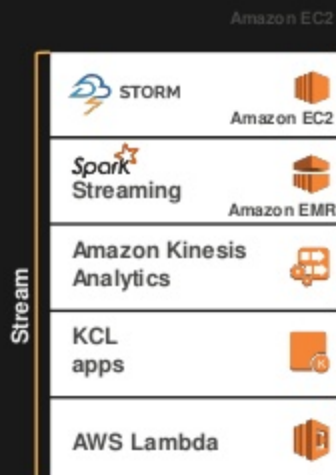 Amazon EC2
STORM
Amazon EC2
Spark
Streaming
Amazon EMR
Amazon Kinesis
Analytics
KCL
apps
K
AWS Lambda
Stream